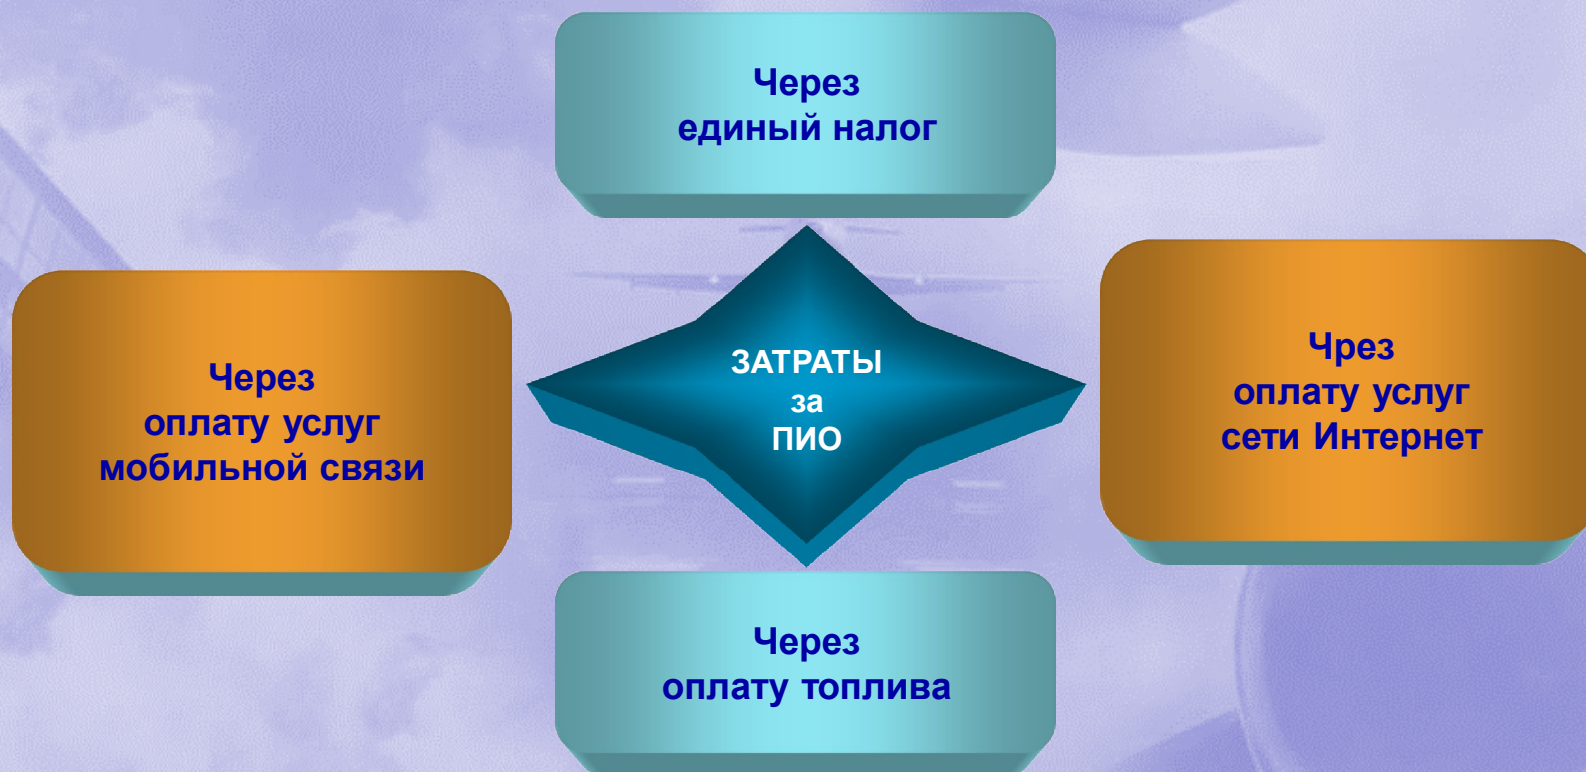 Через
единый налог
Через
оплату услуг
мобильной связи
ЗАТРАТЫ
за
ПИО
Чрез
оплату услуг
сети Интернет
Через
оплату топлива